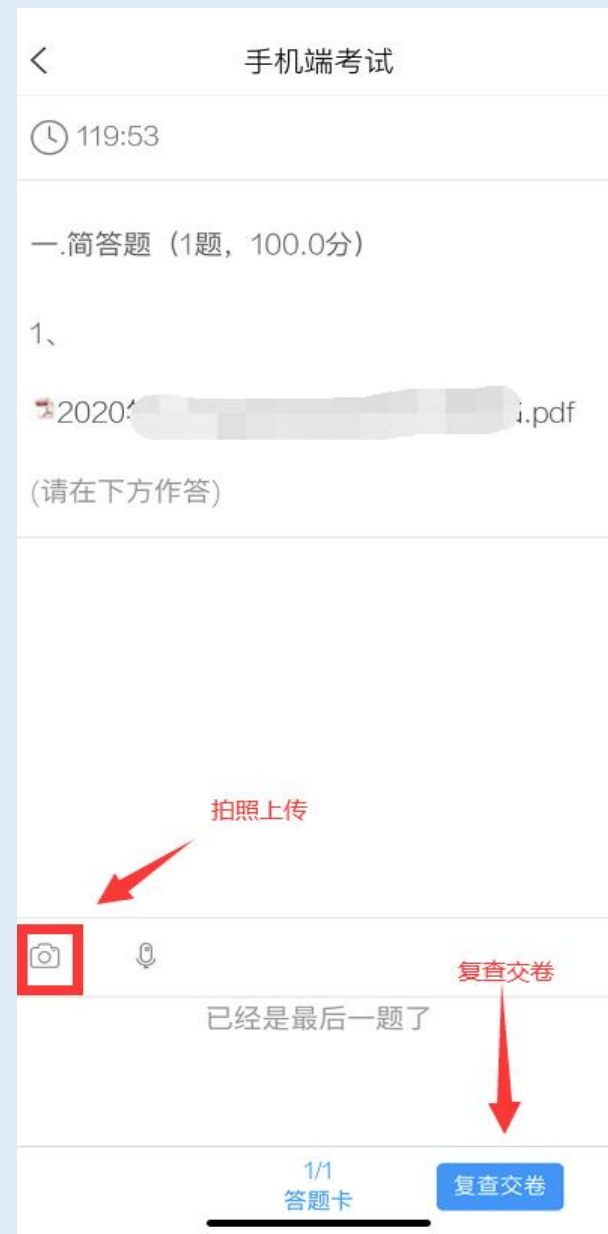 手机端考试
119:53
一.简答题（1题，100.0分）
1、
2020 .pdf
(请在下方作答)
拍照上传
复查交卷
已经是最后一题了
1/1
答题卡
复查交卷